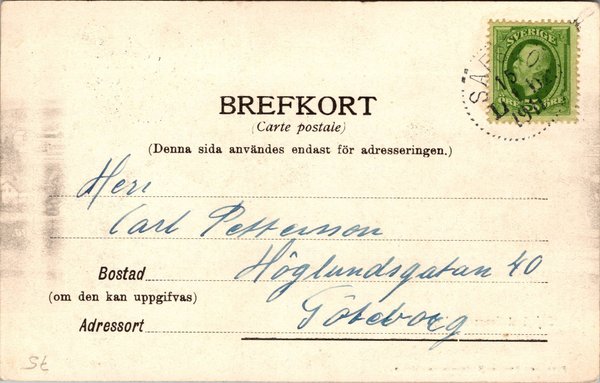 SVERIGE
BREFKORT
(Carte postale)
(Denna sida användes endast för adresseringen.)
Herr
Carl Pettersson
Bostad Höglundsgatan 40
(om den kan uppgifvas)
Adressort Göteborg